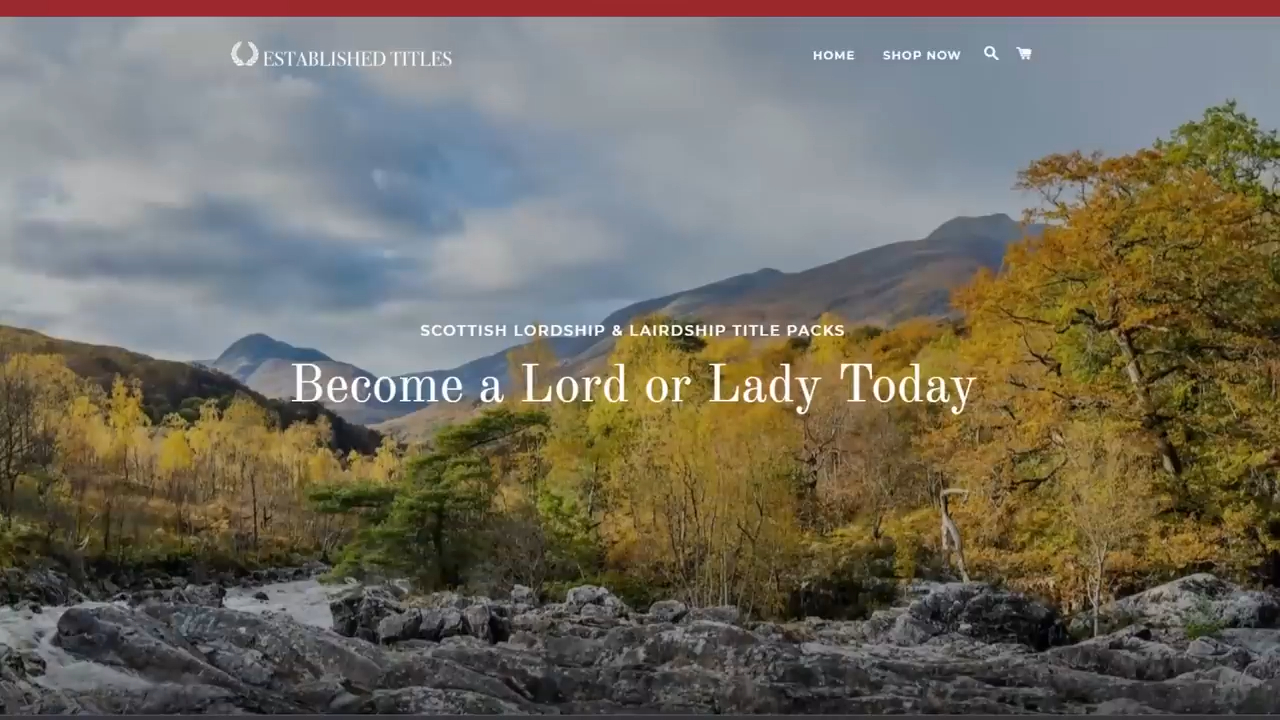 ESTABLISHED TITLES
HOME
SHOP NOW
SCOTTISH LORDSHIP & LAIRDSHIP TITLE PACKS
Become a Lord or Lady Today